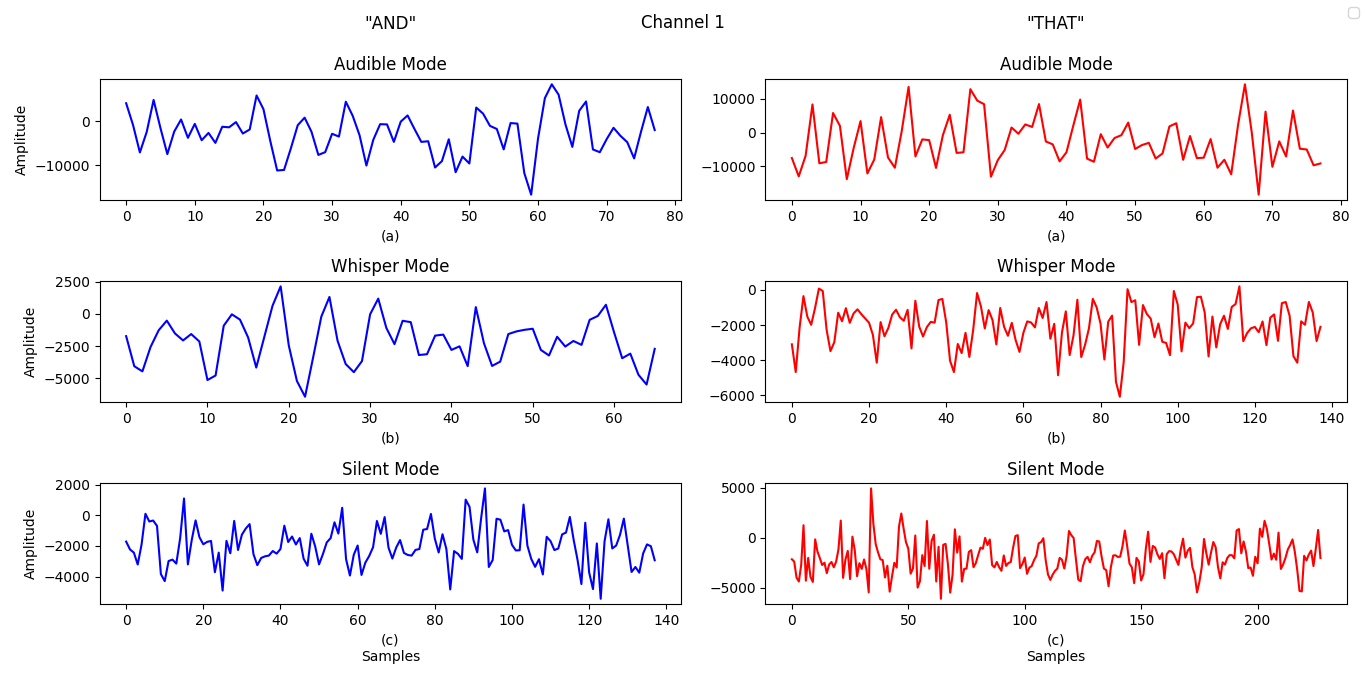 "AND" Channel 1 "THAT"
Audible Mode Audible Mode
Amplitude
0
−10000
10000
0
−10000
0 10 20 30 40 50 60 70 80
0 10 20 30 40 50 60 70 80
(a) (a)
Whisper Mode Whisper Mode
Amplitude
2500
0
−2500
−5000
0
−2000
−4000
−6000
0 10 20 30 40 50 60
0 20 40 60 80 100 120 140
(b) (b)
Silent Mode Silent Mode
Amplitude
2000
0
−2000
−4000
5000
0
−5000
0 20 40 60 80 100 120 140
0 50 100 150 200
(c) (c)
Samples Samples